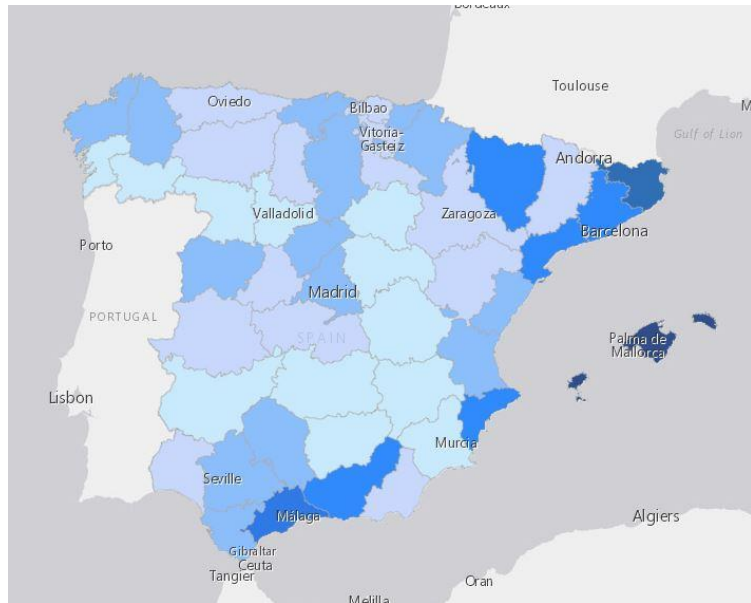 Toulouse
Oviedo
Bilbao
Vitoria-
Gasteiz
Gulf of Lion
Andorra
Valladolid
Zaragoza
Barcelona
Porto
Madrid
PORTUGAL
SPAIN
Palma de
Mallorca
Lisbon
Murcia
Seville
Málaga
Algiers
Gibraltar
Ceuta
Tangier
Oran
Melilla